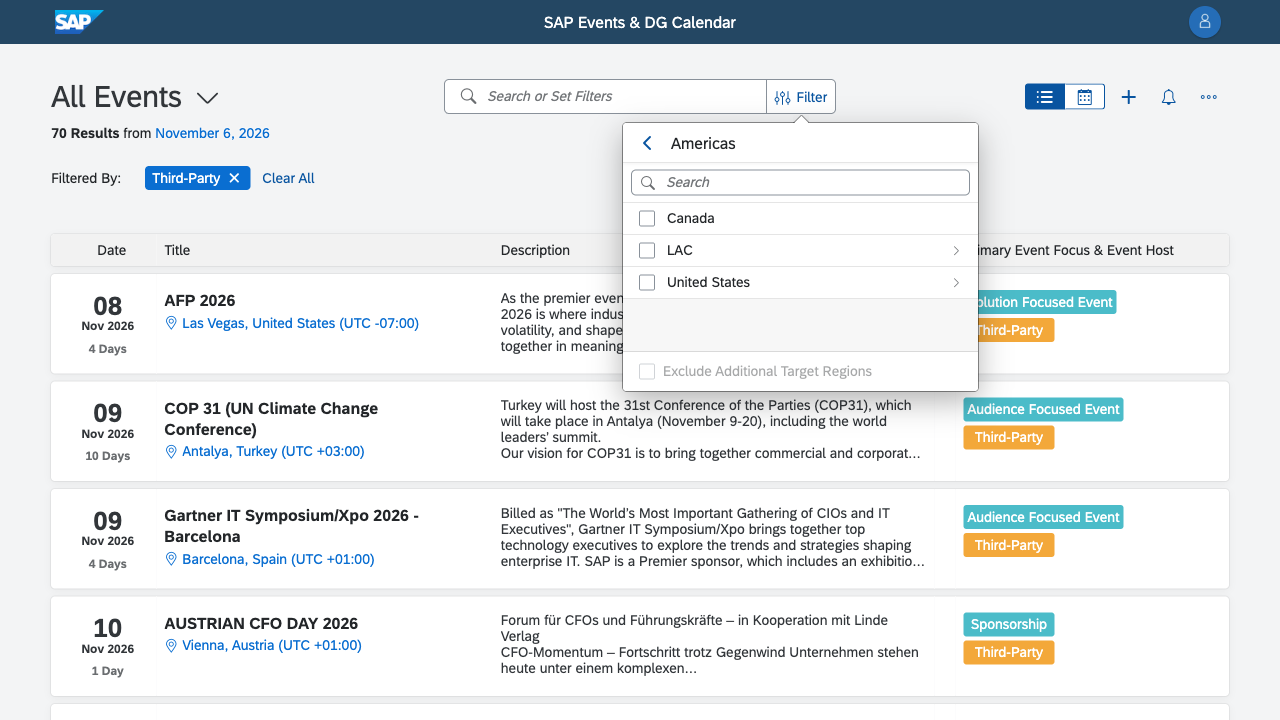 SAP
SAP Events & DG Calendar
All Events
Search or Set Filters
Filter
70 Results from November 6, 2026
Filtered By:
Third-Party
Clear All
Americas
Search
Canada
LAC
United States
Exclude Additional Target Regions
Date
Title
Description
imary Event Focus & Event Host
08
Nov 2026
4 Days
AFP 2026
Las Vegas, United States (UTC -07:00)
As the premier even
2026 is where indus
volatility, and shape
together in meaning
olution Focused Event
Third-Party
09
Nov 2026
10 Days
COP 31 (UN Climate Change
Conference)
Antalya, Turkey (UTC +03:00)
Turkey will host the 31st Conference of the Parties (COP31), which
will take place in Antalya (November 9-20), including the world
leaders' summit.
Our vision for COP31 is to bring together commercial and corporat…
Audience Focused Event
Third-Party
09
Nov 2026
4 Days
Gartner IT Symposium/Xpo 2026 -
Barcelona
Barcelona, Spain (UTC +01:00)
Billed as "The World's Most Important Gathering of CIOs and IT
Executives", Gartner IT Symposium/Xpo brings together top
technology executives to explore the trends and strategies shaping
enterprise IT. SAP is a Premier sponsor, which includes an exhibitio…
Audience Focused Event
Third-Party
10
Nov 2026
1 Day
AUSTRIAN CFO DAY 2026
Vienna, Austria (UTC +01:00)
Forum für CFOs und Führungskräfte – in Kooperation mit Linde
Verlag
CFO-Momentum – Fortschritt trotz Gegenwind Unternehmen stehen
heute unter einem komplexen…
Sponsorship
Third-Party